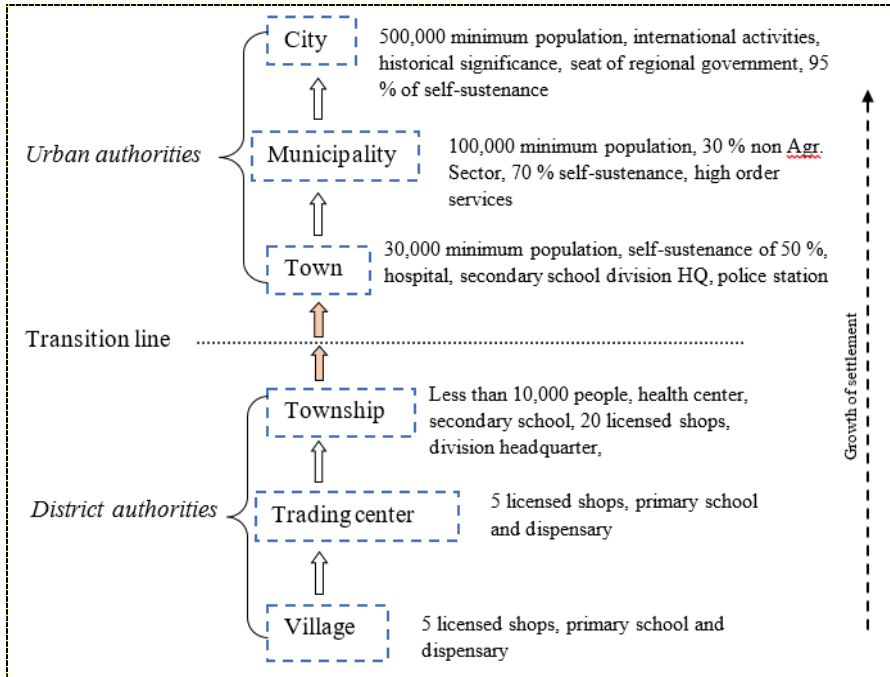 City
500,000 minimum population, international activities,
historical significance, seat of regional government, 95
% of self-sustenance
Urban authorities
Municipality
100,000 minimum population, 30 % non Agr.
Sector, 70 % self-sustenance, high order
services
Town
30,000 minimum population, self-sustenance of 50 %,
hospital, secondary school division HQ, police station
Transition line
Township
Less than 10,000 people, health center,
secondary school, 20 licensed shops,
division headquarter,
District authorities
Trading center
5 licensed shops, primary school
and dispensary
Village
5 licensed shops, primary school and
dispensary
Growth of settlement